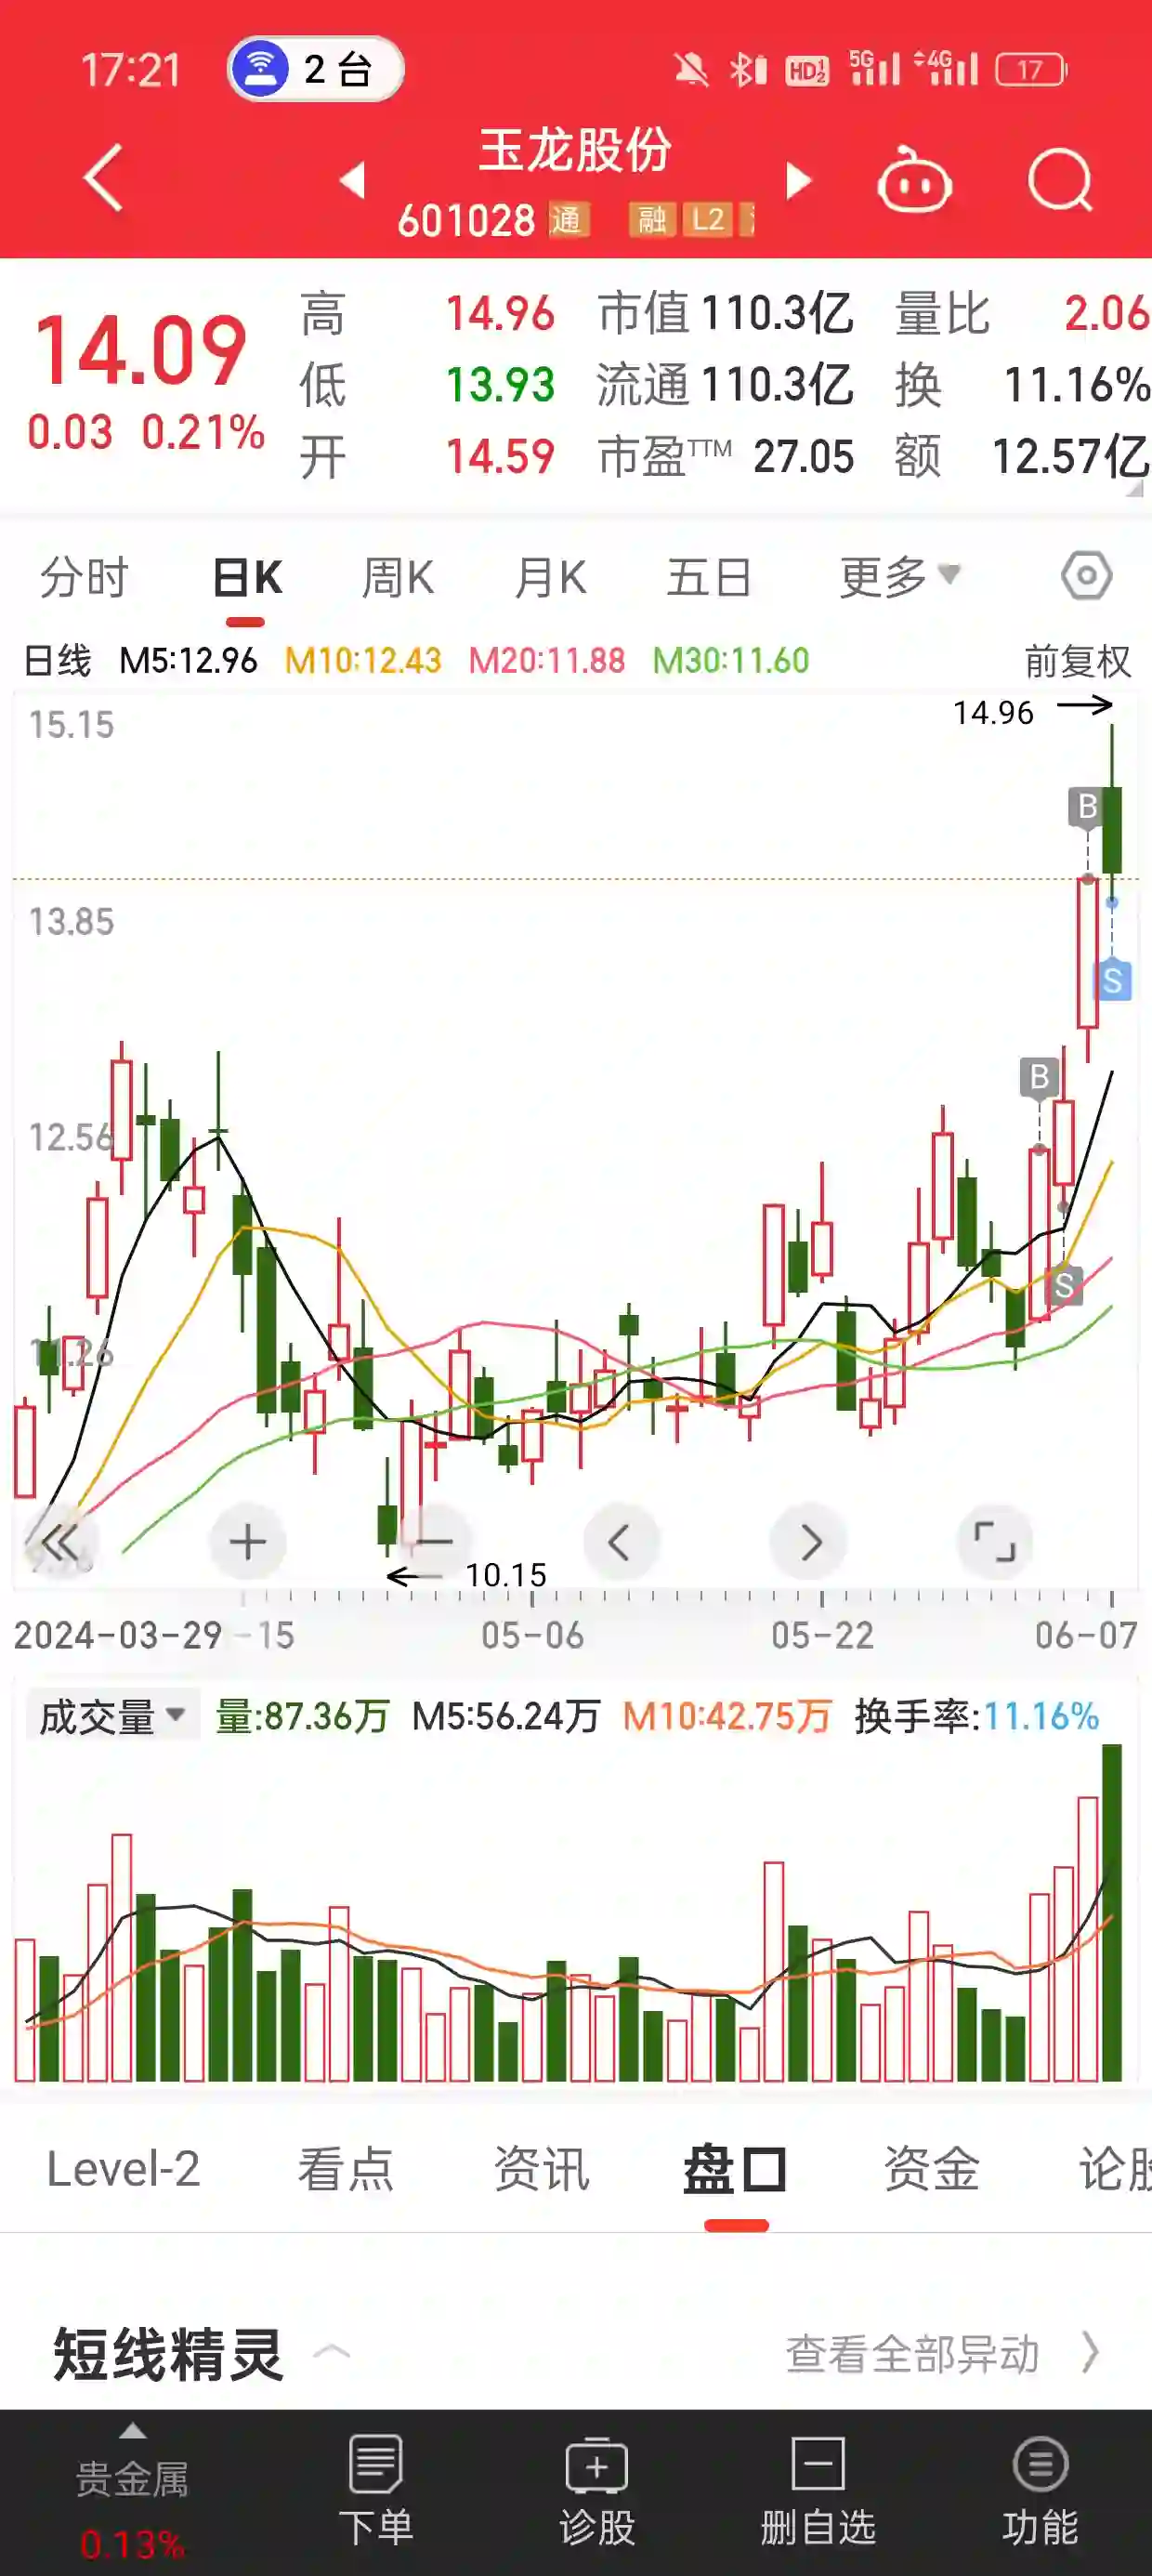 17:21 2 台 HD 1 2 5G 4G 17
玉龙股份
601028 通 融 L2
14.09
0.03 0.21%
高 14.96 市值 110.3亿 量比 2.06
低 13.93 流通 110.3亿 换 11.16%
开 14.59 市盈TTM 27.05 额 12.57亿
分时 日K 周K 月K 五日 更多
日线 M5:12.96 M10:12.43 M20:11.88 M30:11.60 前复权
15.15
14.96
B
13.85
S
B
12.56
S
11.26
10.15
2024-03-29 -15 05-06 05-22 06-07
成交量 量:87.36万 M5:56.24万 M10:42.75万 换手率:11.16%
Level-2 看点 资讯 盘口 资金 论股
短线精灵 查看全部异动
贵金属 下单 诊股 删自选 功能
0.13%